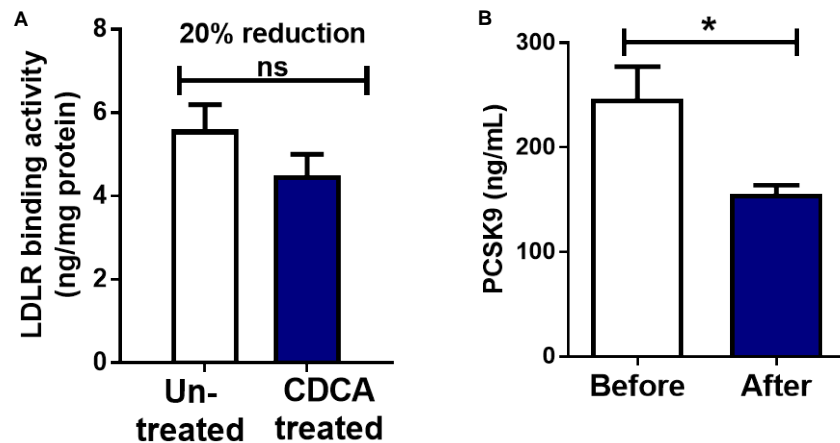 A
LDLR binding activity
(ng/mg protein)
8
6
4
2
0
20% reduction
ns
Un-
treated
CDCA
treated
B
PCSK9 (ng/mL)
300
200
100
0
*
Before
After